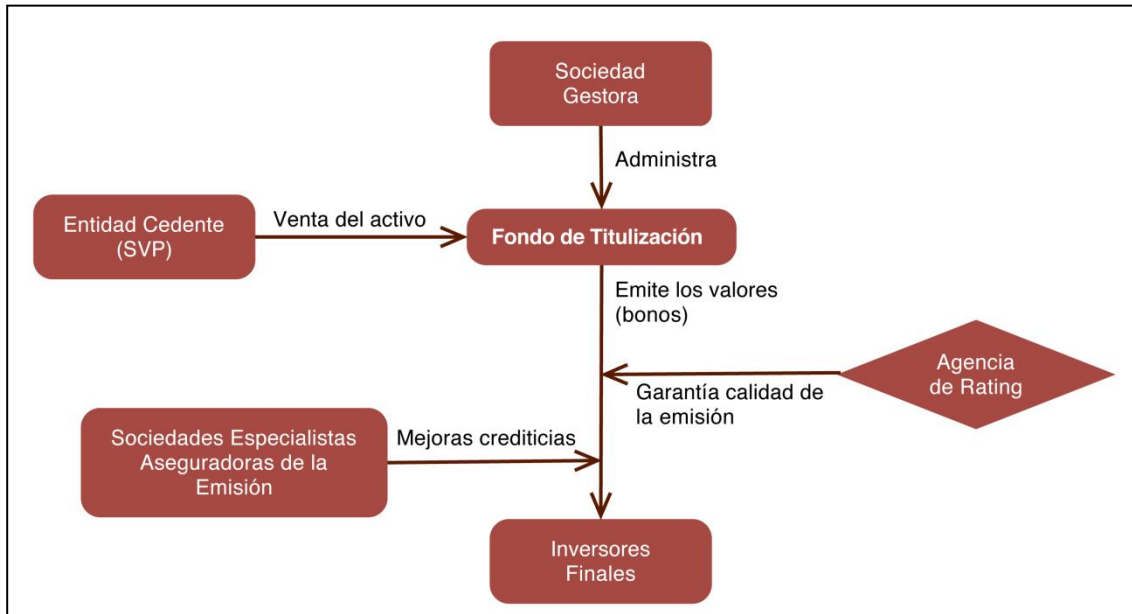 Sociedad
Gestora
Administra
Entidad Cedente
(SVP)
Venta del activo
Fondo de Titulización
Emite los valores
(bonos)
Agencia
de Rating
Garantía calidad de
la emisión
Sociedades Especialistas
Aseguradoras de la
Emisión
Mejoras crediticias
Inversores
Finales